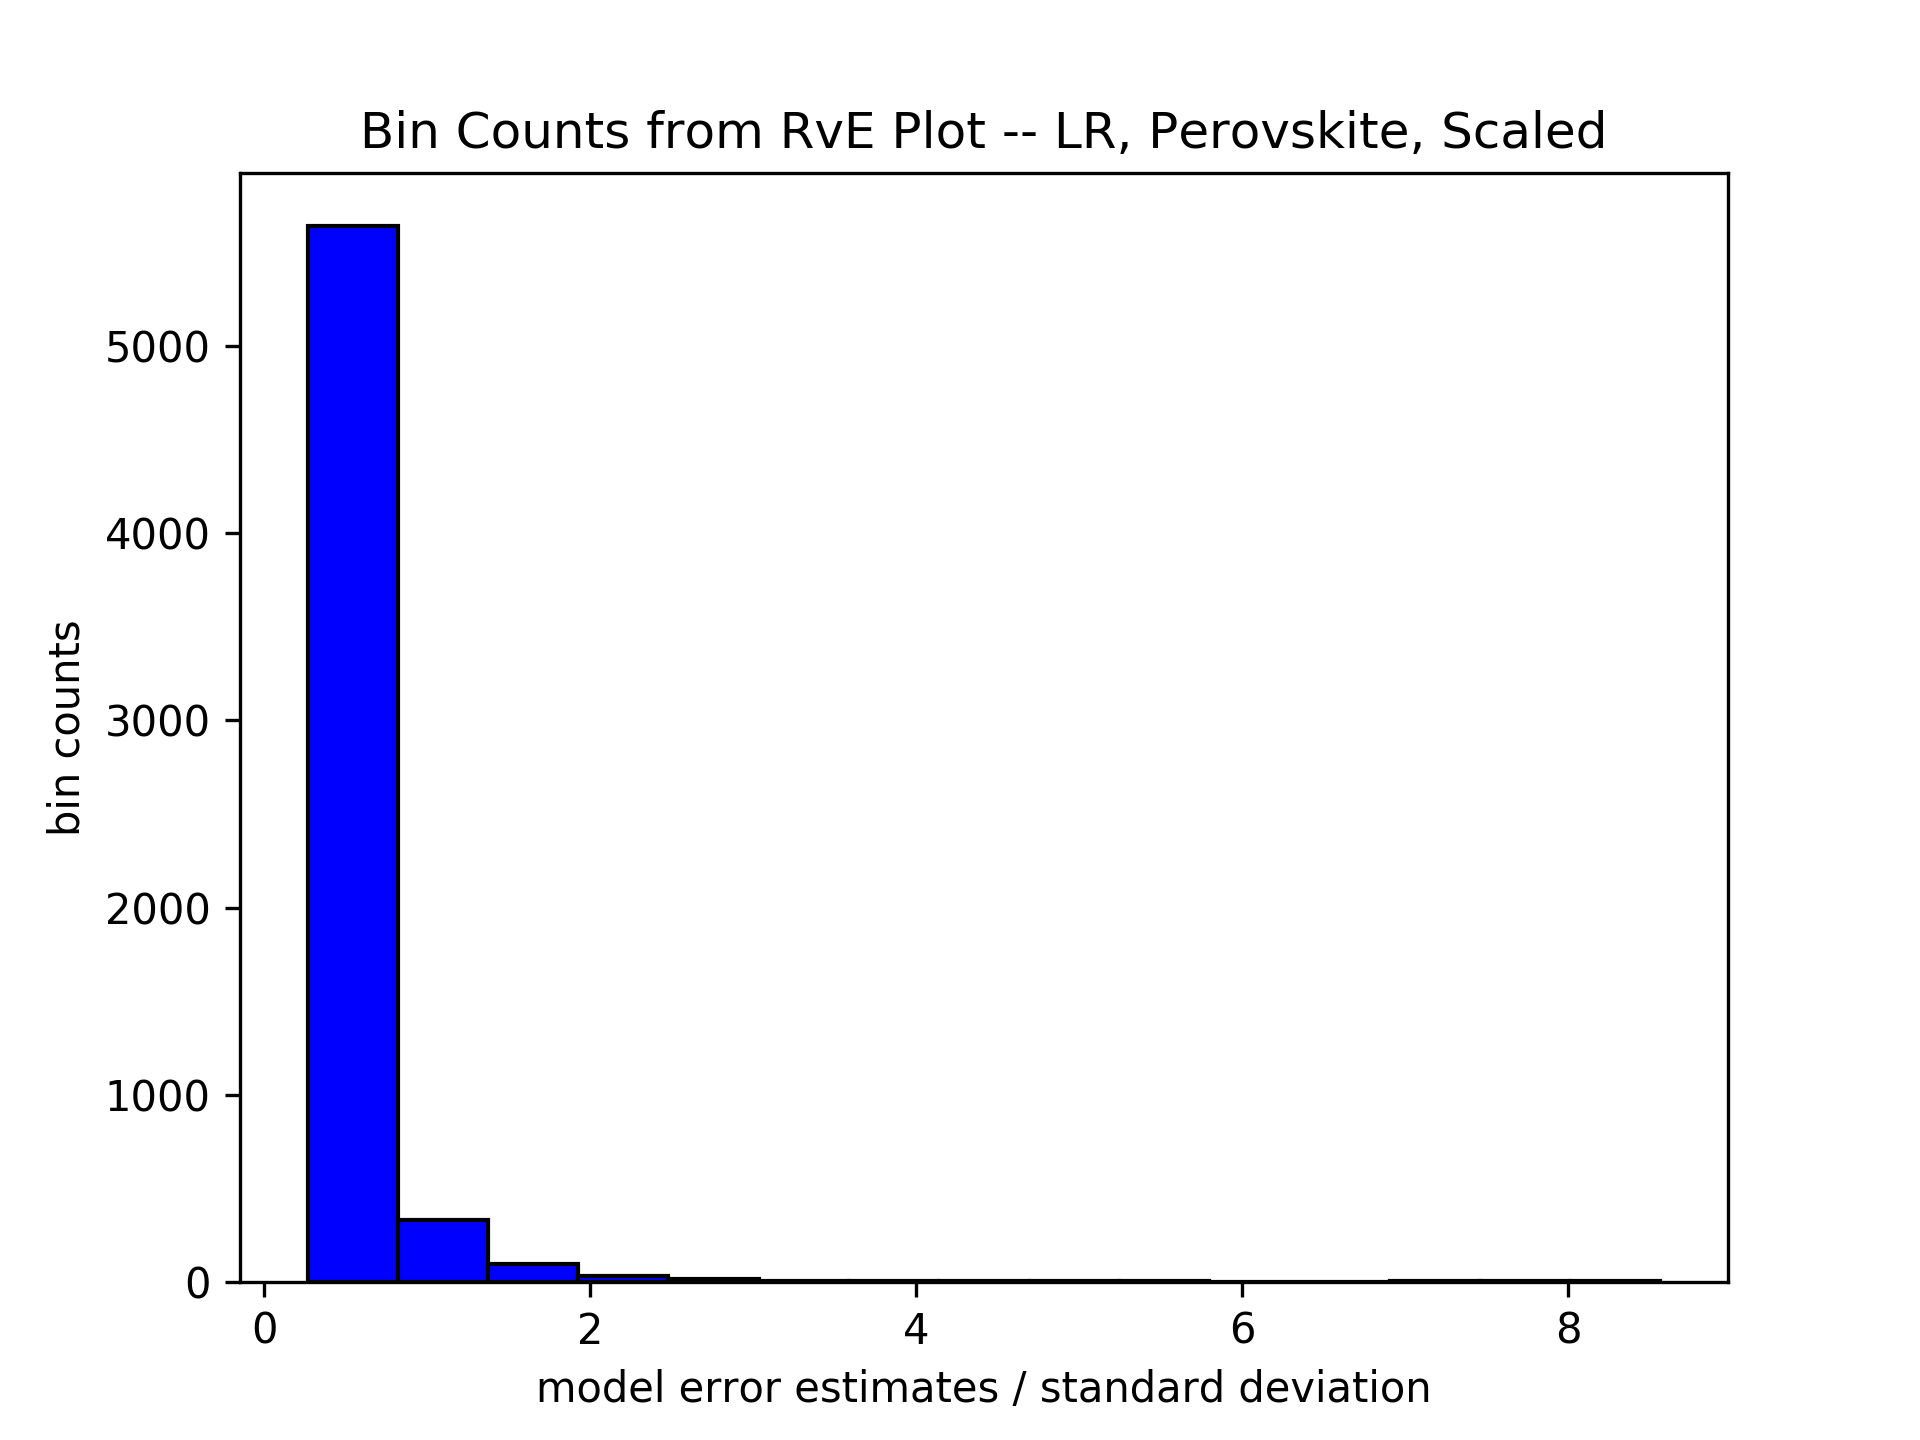 Bin Counts from RvE Plot -- LR, Perovskite, Scaled
bin counts
5000
4000
3000
2000
1000
0
0 2 4 6 8
model error estimates / standard deviation